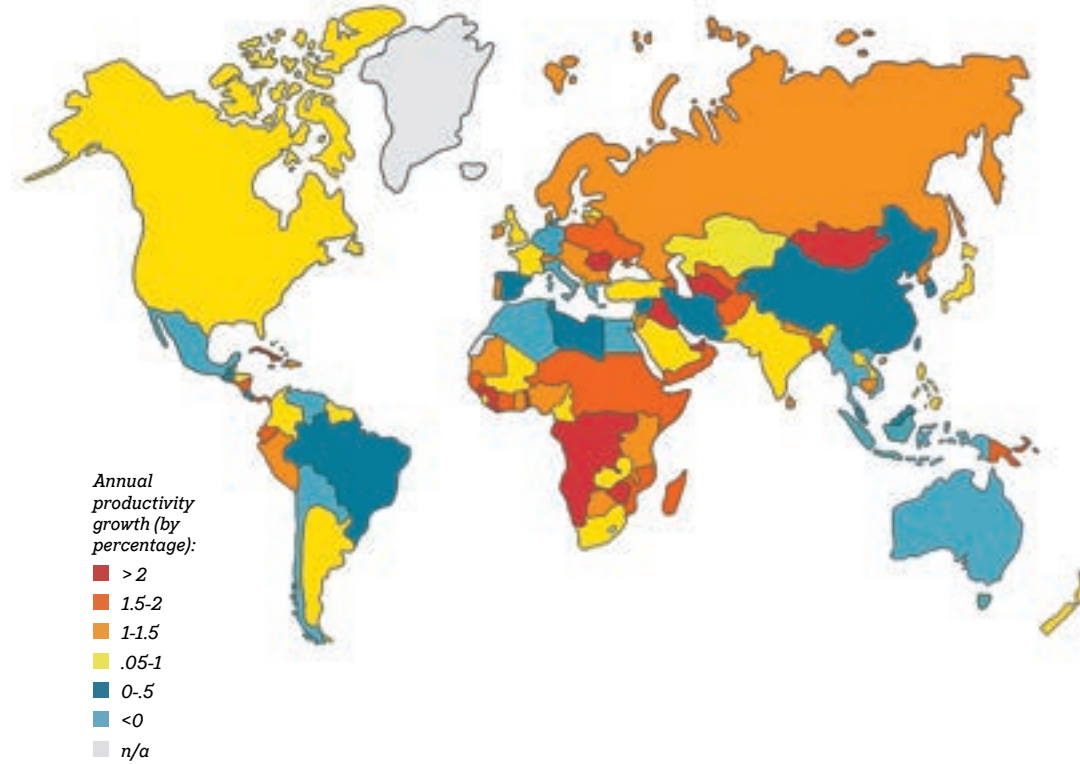 Annual
productivity
growth (by
percentage):
> 2
1.5-2
1-1.5
.05-1
0-.5
<0
n/a